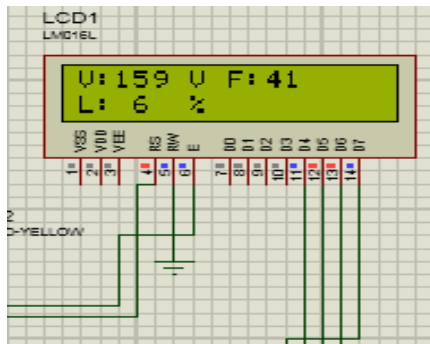 LCD1
LM016L
V:159 V F:41
L: 6 %
VSS VDD VEE RS RW E D0 D1 D2 D3 D4 D5 D6 D7
1 2 3 4 5 6 7 8 9 10 11 12 13 14
2
D-YELLOW